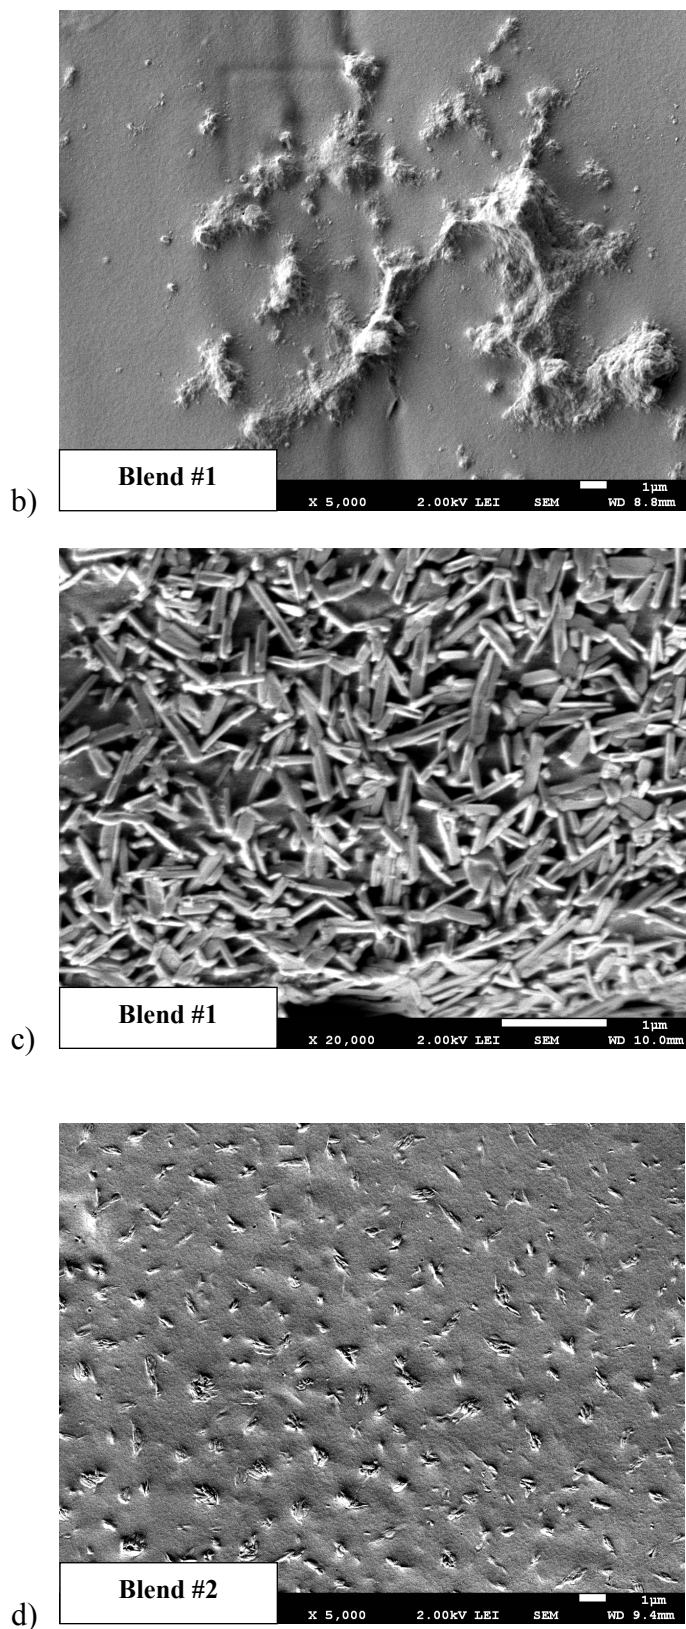 Blend #1
b)
X 5,000 2.00kV LEI SEM WD 8.8mm
1µm
Blend #1
c)
X 20,000 2.00kV LEI SEM WD 10.0mm
1µm
Blend #2
d)
X 5,000 2.00kV LEI SEM WD 9.4mm
1µm